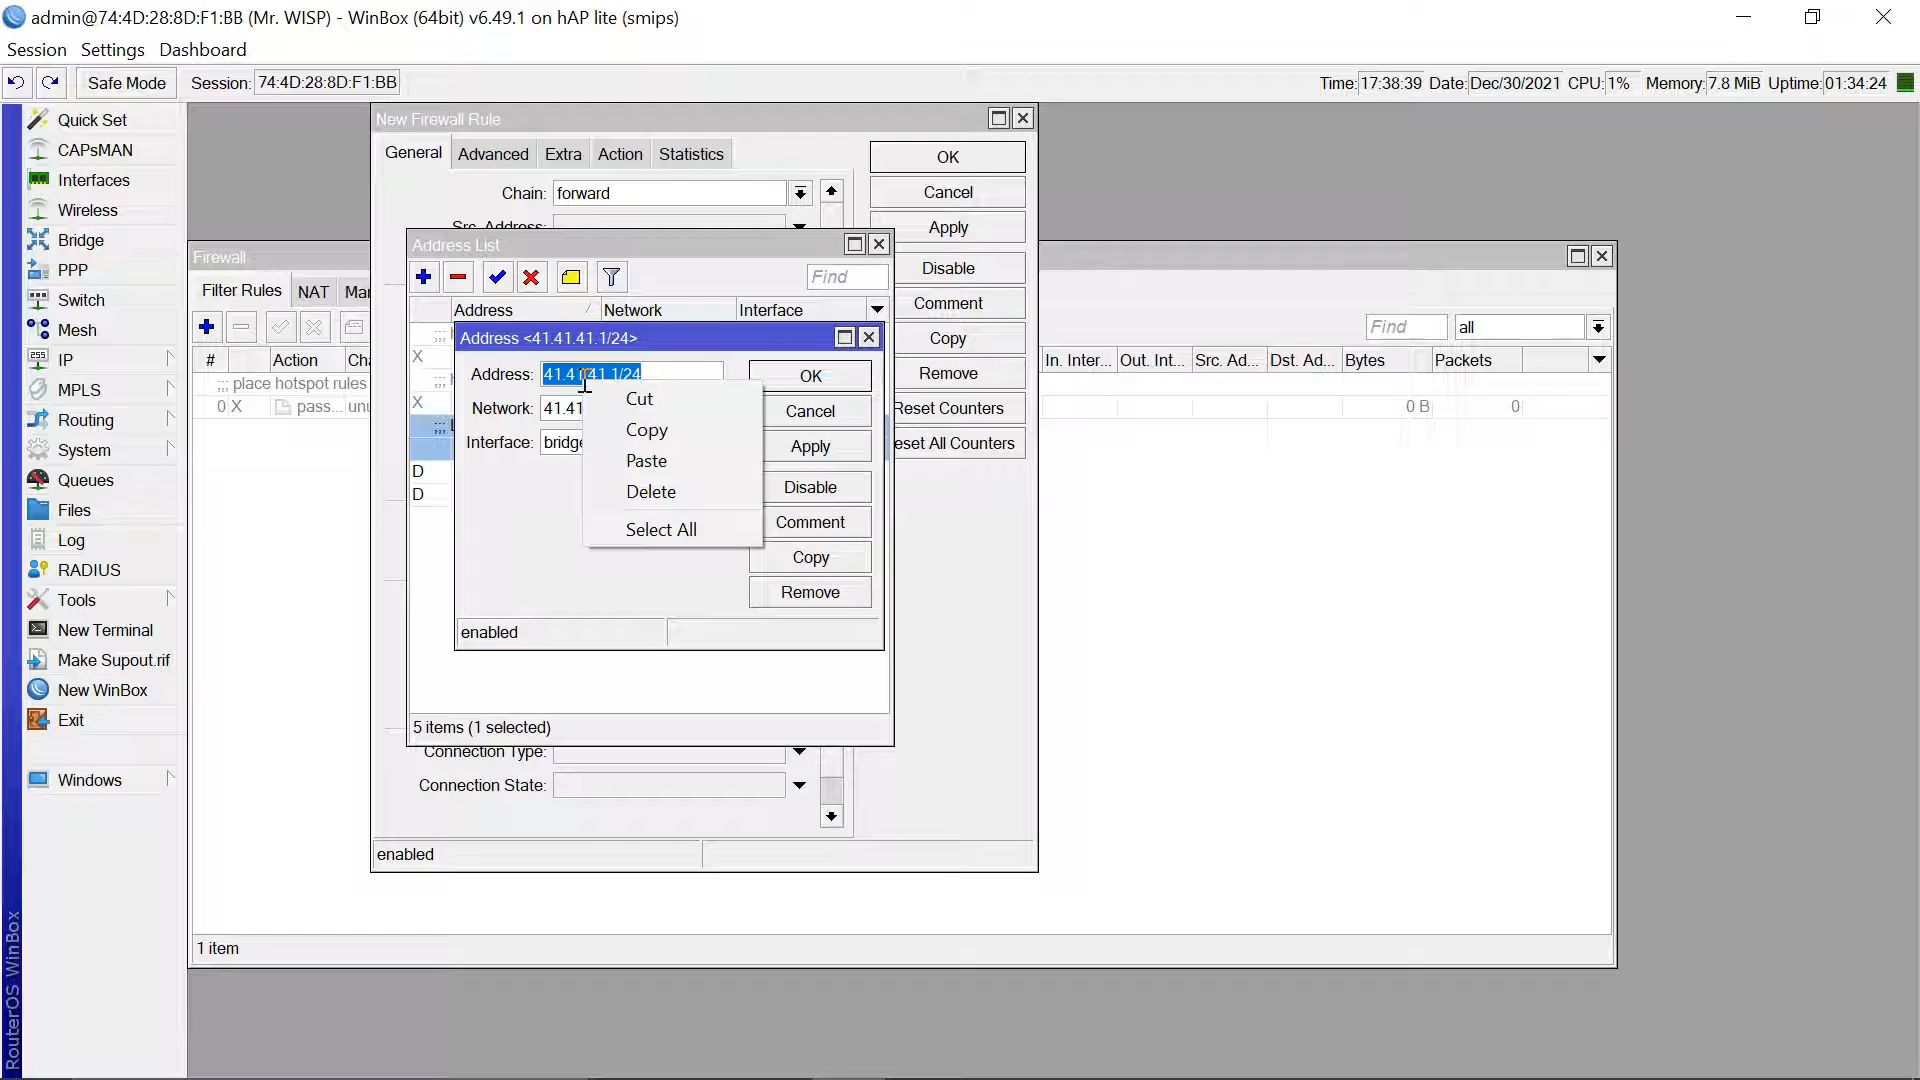 admin@74:4D:28:8D:F1:BB (Mr. WISP) - WinBox (64bit) v6.49.1 on hAP lite (smips)
Session Settings Dashboard
Safe Mode Session: 74:4D:28:8D:F1:BB Time: 17:38:39 Date: Dec/30/2021 CPU: 1% Memory: 7.8 MiB Uptime: 01:34:24
Quick Set
CAPsMAN
Interfaces
Wireless
Bridge
PPP
Switch
Mesh
IP
MPLS
Routing
System
Queues
Files
Log
RADIUS
Tools
New Terminal
Make Supout.rif
New WinBox
Exit
Windows
RouterOS WinBox
New Firewall Rule
General Advanced Extra Action Statistics
Chain: forward
Src. Address:
Connection Type:
Connection State:
enabled
OK
Cancel
Apply
Disable
Comment
Copy
Remove
Reset Counters
eset All Counters
Firewall
Filter Rules NAT Man
Find all
# Action Cha In. Inter... Out. Int... Src. Ad... Dst. Ad... Bytes Packets
;;; place hotspot rules
0 X pass... unu 0 B 0
1 item
Address List
Find
Address Network Interface
;;;
X
;;;
X
;;;
D
D
5 items (1 selected)
Address <41.41.41.1/24>
Address: 41.41.41.1/24
Network: 41.41
Interface: bridge
OK
Cancel
Apply
Disable
Comment
Copy
Remove
enabled
Cut
Copy
Paste
Delete
Select All